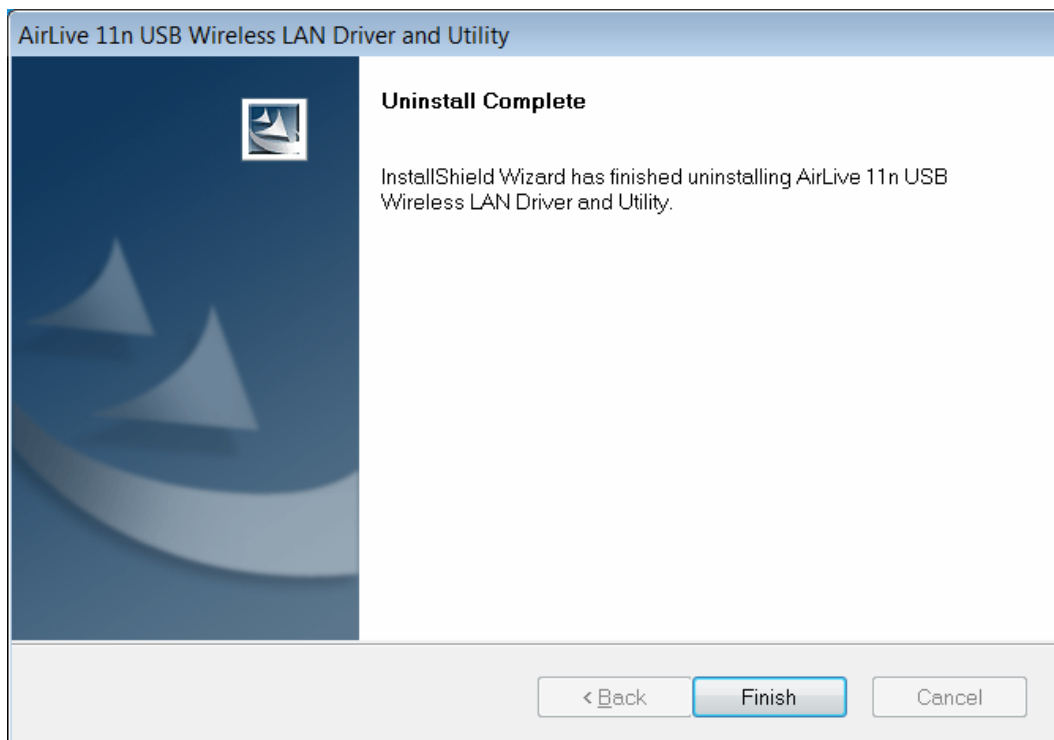 AirLive 11n USB Wireless LAN Driver and Utility
Uninstall Complete
InstallShield Wizard has finished uninstalling AirLive 11n USB
Wireless LAN Driver and Utility.
< Back Finish Cancel